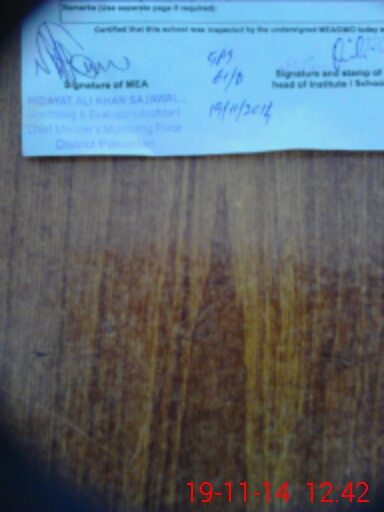 Remarks (Use separate page if required):
Certified that this school was inspected by the undersigned MEA/DMO today
GPS
61/D
19/11/2014
Signature of MEA
Signature and stamp of
head of Institute / School
HIDAYAT ALI KHAN SAJAWAL
Monitoring & Evaluation Assistant
Chief Minister's Monitoring Force
District Pakpattan
19-11-14 12:42